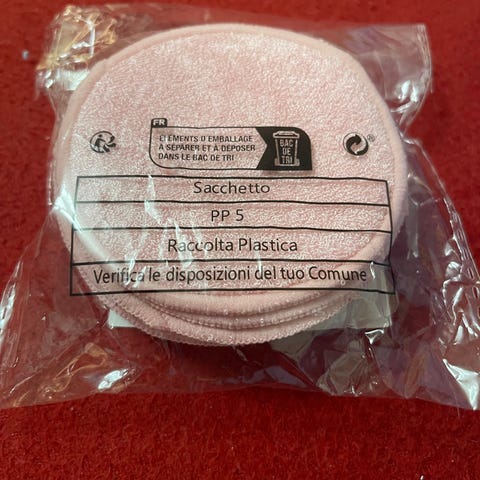 FR
ÉLÉMENTS D'EMBALLAGE
À SÉPARER ET À DÉPOSER
DANS LE BAC DE TRI
BAC
DE
TRI
®
Sacchetto
PP 5
Raccolta Plastica
Verifica le disposizioni del tuo Comune